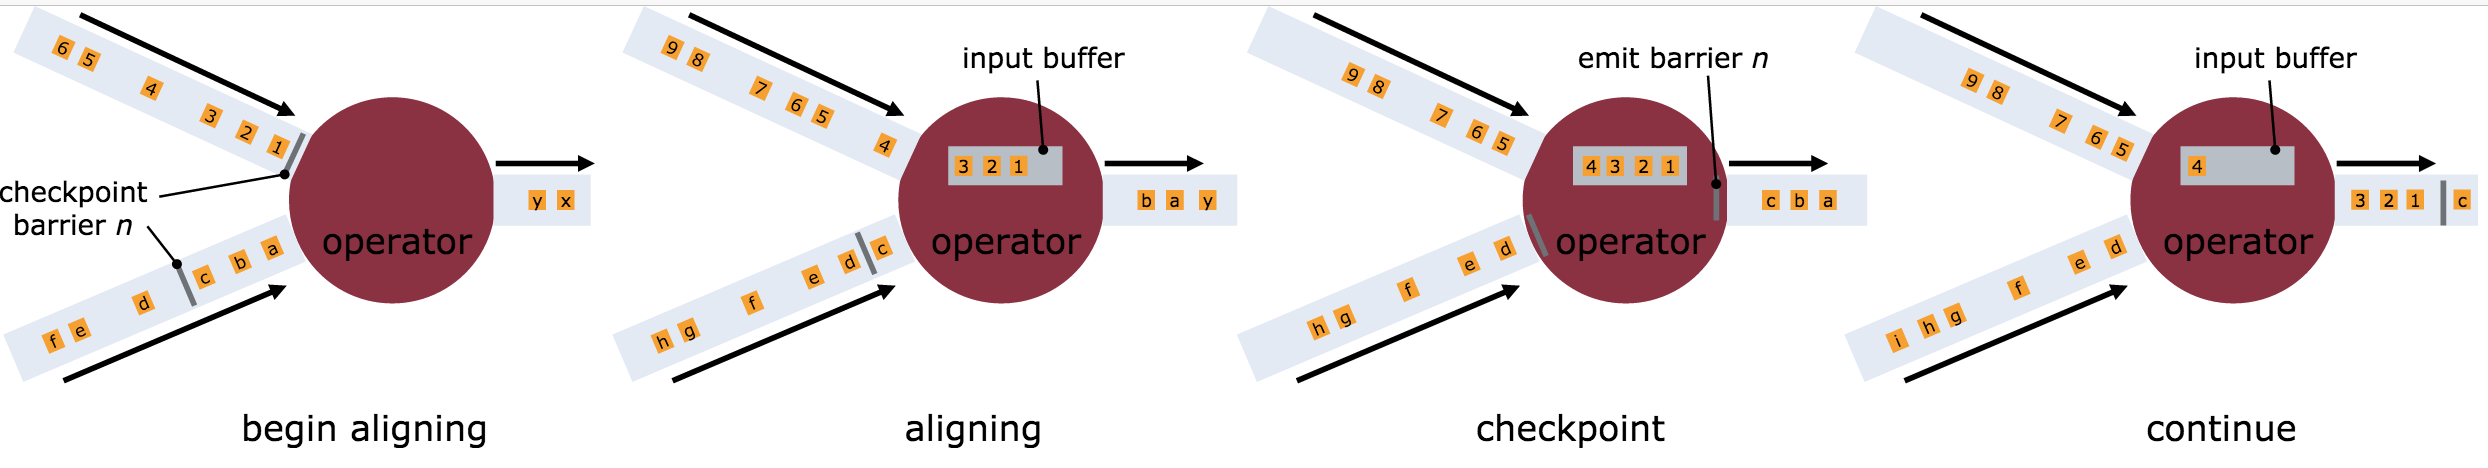 6 5 4 3 2 1
checkpoint
barrier n
f e d c b a
operator
y x
begin aligning
9 8 7 6 5 4
input buffer
3 2 1
operator
h g f e d c
b a y
aligning
9 8 7 6 5
emit barrier n
4 3 2 1
operator
h g f e d
c b a
checkpoint
9 8 7 6 5
input buffer
4
operator
i h g f e d
3 2 1 c
continue